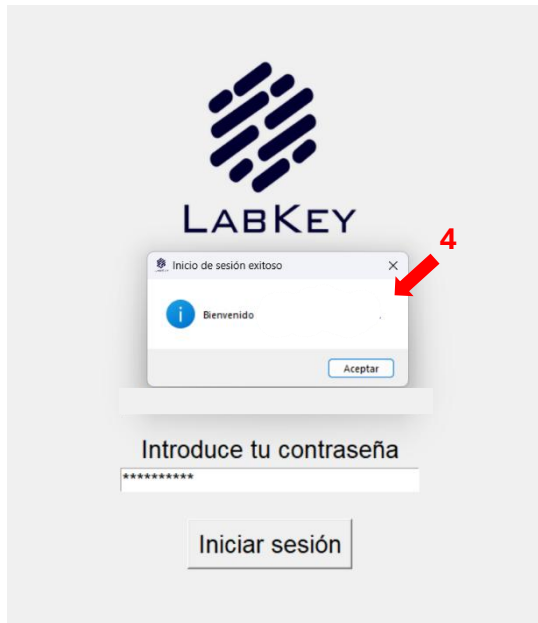 LABKEY
4
Inicio de sesión exitoso
Bienvenido .
Aceptar
Introduce tu contraseña
**********
Iniciar sesión